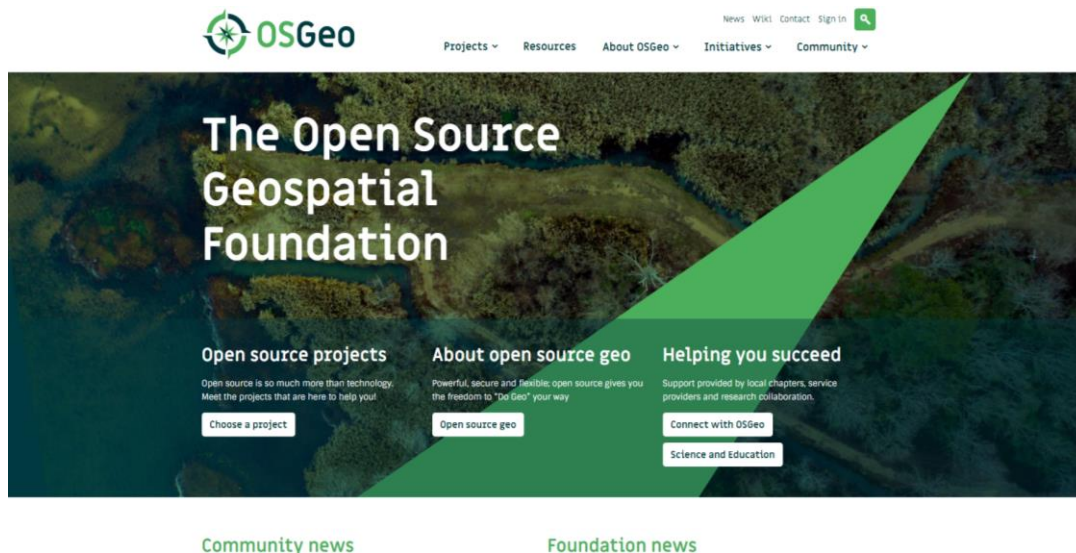 OSGeo
News Wiki Contact Sign in
Projects Resources About OSGeo Initiatives Community
The Open Source
Geospatial
Foundation
Open source projects
Open source is so much more than technology.
Meet the projects that are here to help you!
Choose a project
About open source geo
Powerful, secure and flexible; open source gives you
the freedom to "Do Geo" your way
Open source geo
Helping you succeed
Support provided by local chapters, service
providers and research collaboration.
Connect with OSGeo
Science and Education
Community news
Foundation news